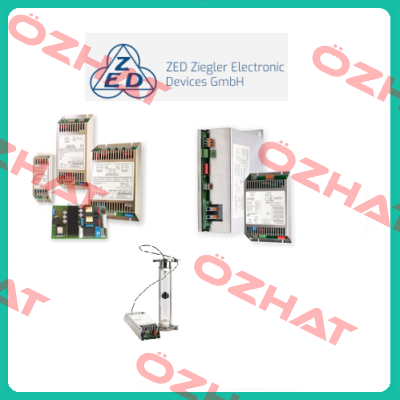 ZED
ZED Ziegler Electronic
Devices GmbH
ÖZHAT
ÖZHAT
ÖZHAT
ÖZHAT
ÖZHAT
ÖZHAT